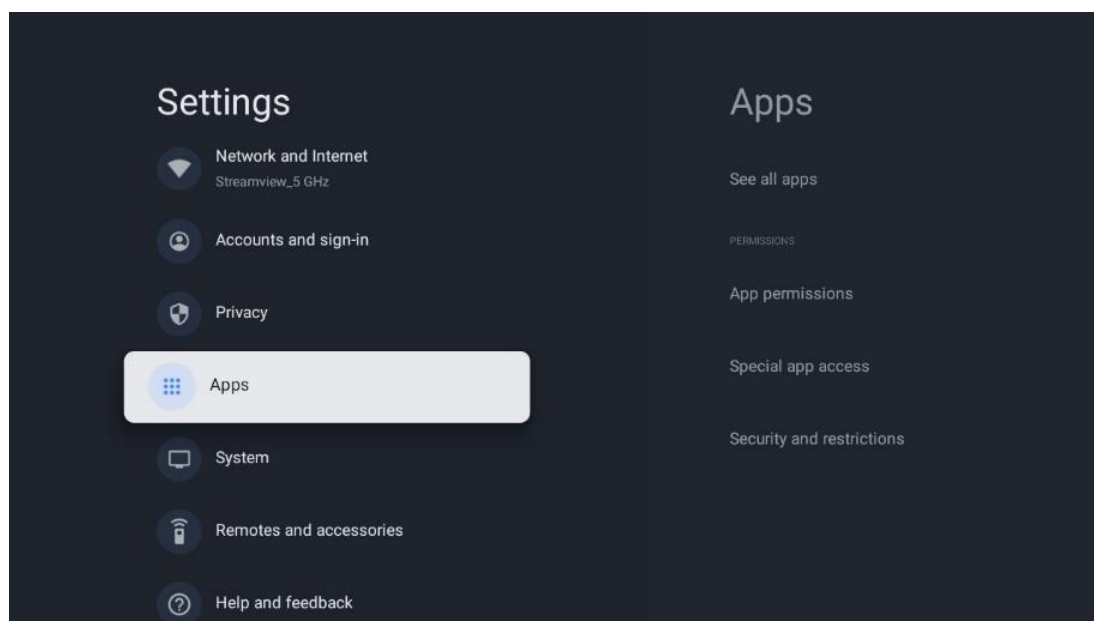 Settings
Network and Internet
Streamview_5 GHz
Accounts and sign-in
Privacy
Apps
System
Remotes and accessories
Help and feedback
Apps
See all apps
PERMISSIONS
App permissions
Special app access
Security and restrictions